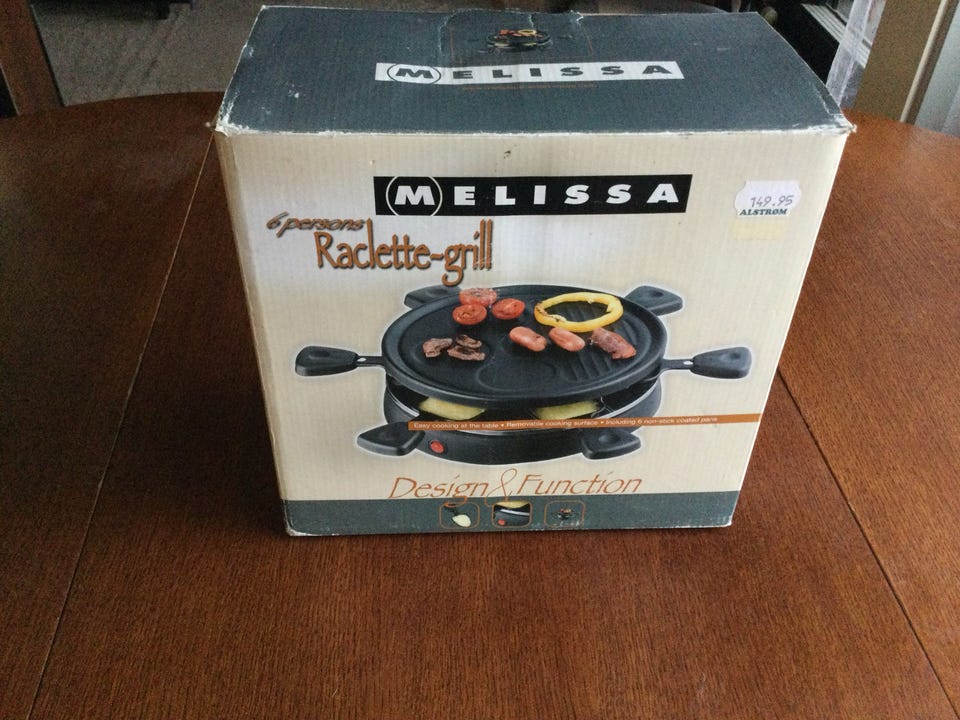 MELISSA
MELISSA
149.95
ALSTRØM
6 persons
Raclette-grill
Easy cooking at the table • Removable cooking surface • Including 6 non-stick coated pans
Design & Function